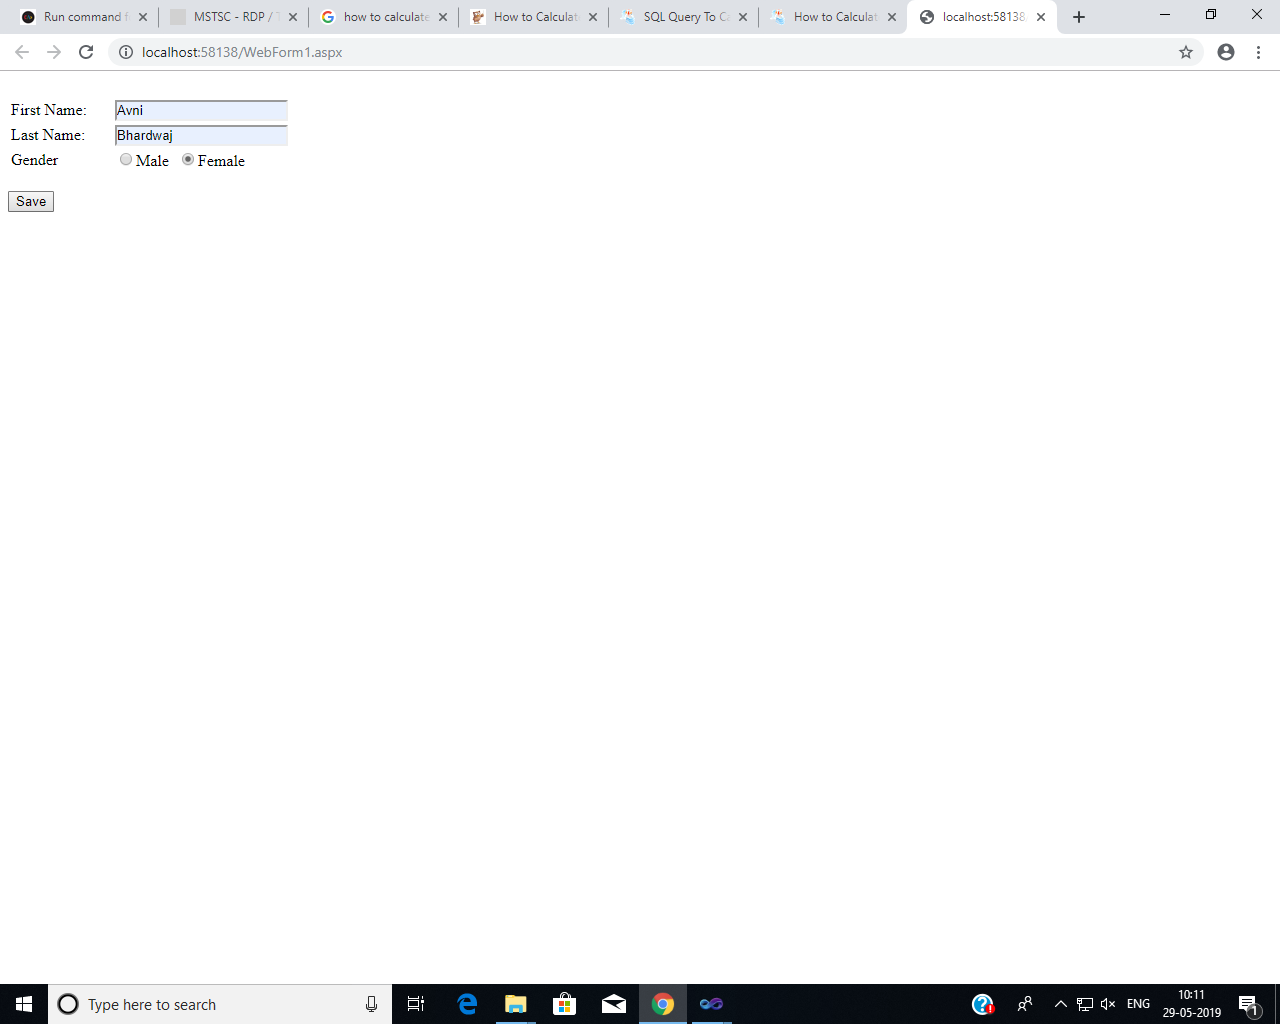 Run command f
MSTSC - RDP / T
how to calculate
How to Calculat
SQL Query To Ca
How to Calculat
localhost:58138
localhost:58138/WebForm1.aspx
First Name: Avni
Last Name: Bhardwaj
Gender Male Female
Save
Type here to search
ENG
10:11
29-05-2019
1